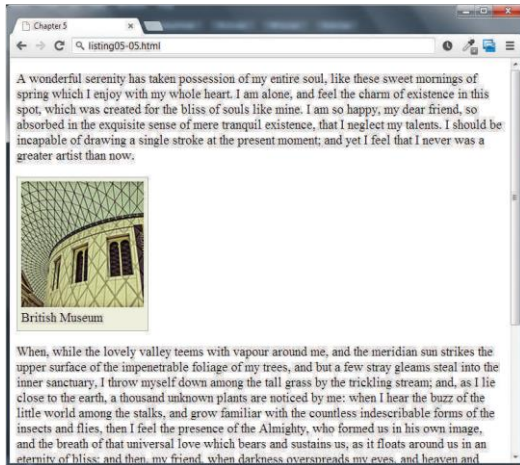 Chapter 5
listing05-05.html
A wonderful serenity has taken possession of my entire soul, like these sweet mornings of
spring which I enjoy with my whole heart. I am alone, and feel the charm of existence in this
spot, which was created for the bliss of souls like mine. I am so happy, my dear friend, so
absorbed in the exquisite sense of mere tranquil existence, that I neglect my talents. I should be
incapable of drawing a single stroke at the present moment; and yet I feel that I never was a
greater artist than now.
British Museum
When, while the lovely valley teems with vapour around me, and the meridian sun strikes the
upper surface of the impenetrable foliage of my trees, and but a few stray gleams steal into the
inner sanctuary, I throw myself down among the tall grass by the trickling stream; and, as I lie
close to the earth, a thousand unknown plants are noticed by me: when I hear the buzz of the
little world among the stalks, and grow familiar with the countless indescribable forms of the
insects and flies, then I feel the presence of the Almighty, who formed us in his own image,
and the breath of that universal love which bears and sustains us, as it floats around us in an
eternity of bliss; and then, my friend, when darkness overspreads my eyes, and heaven and